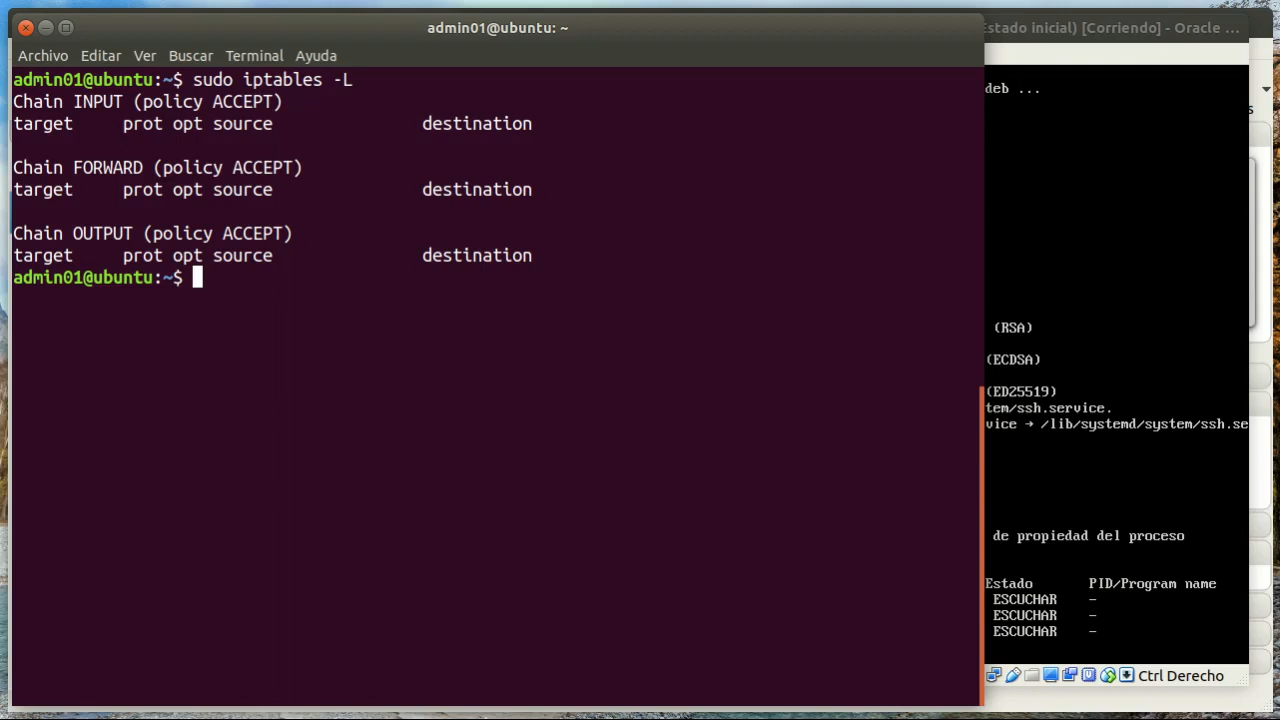 admin01@ubuntu: ~
Archivo Editar Ver Buscar Terminal Ayuda
admin01@ubuntu:~$ sudo iptables -L
Chain INPUT (policy ACCEPT)
target     prot opt source               destination

Chain FORWARD (policy ACCEPT)
target     prot opt source               destination

Chain OUTPUT (policy ACCEPT)
target     prot opt source               destination
admin01@ubuntu:~$
Estado inicial) [Corriendo] - Oracle ...
deb ...
(RSA)
(ECDSA)
(ED25519)
tem/ssh.service.
vice → /lib/systemd/system/ssh.se
de propiedad del proceso
Estado       PID/Program name
ESCUCHAR    -
ESCUCHAR    -
ESCUCHAR    -
Ctrl Derecho